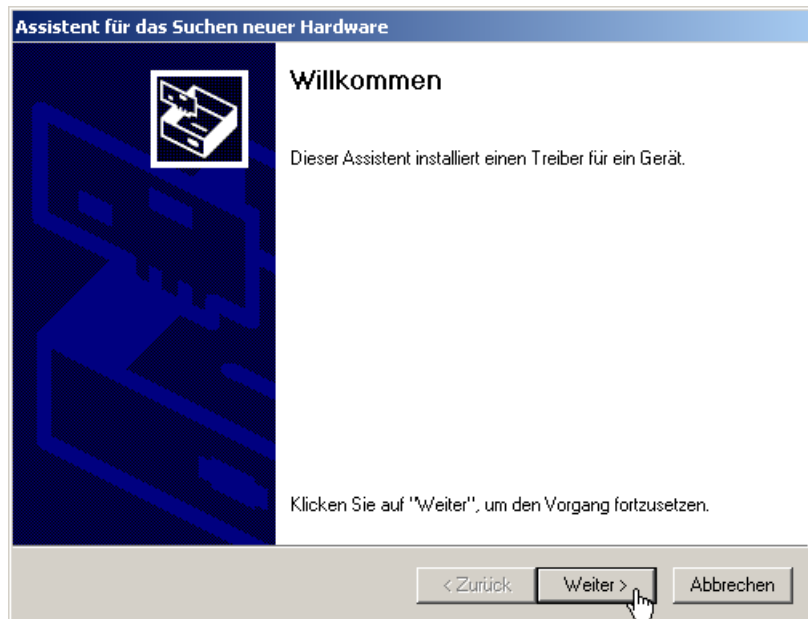 Assistent für das Suchen neuer Hardware
Willkommen
Dieser Assistent installiert einen Treiber für ein Gerät.
Klicken Sie auf "Weiter", um den Vorgang fortzusetzen.
< Zurück   Weiter >   Abbrechen